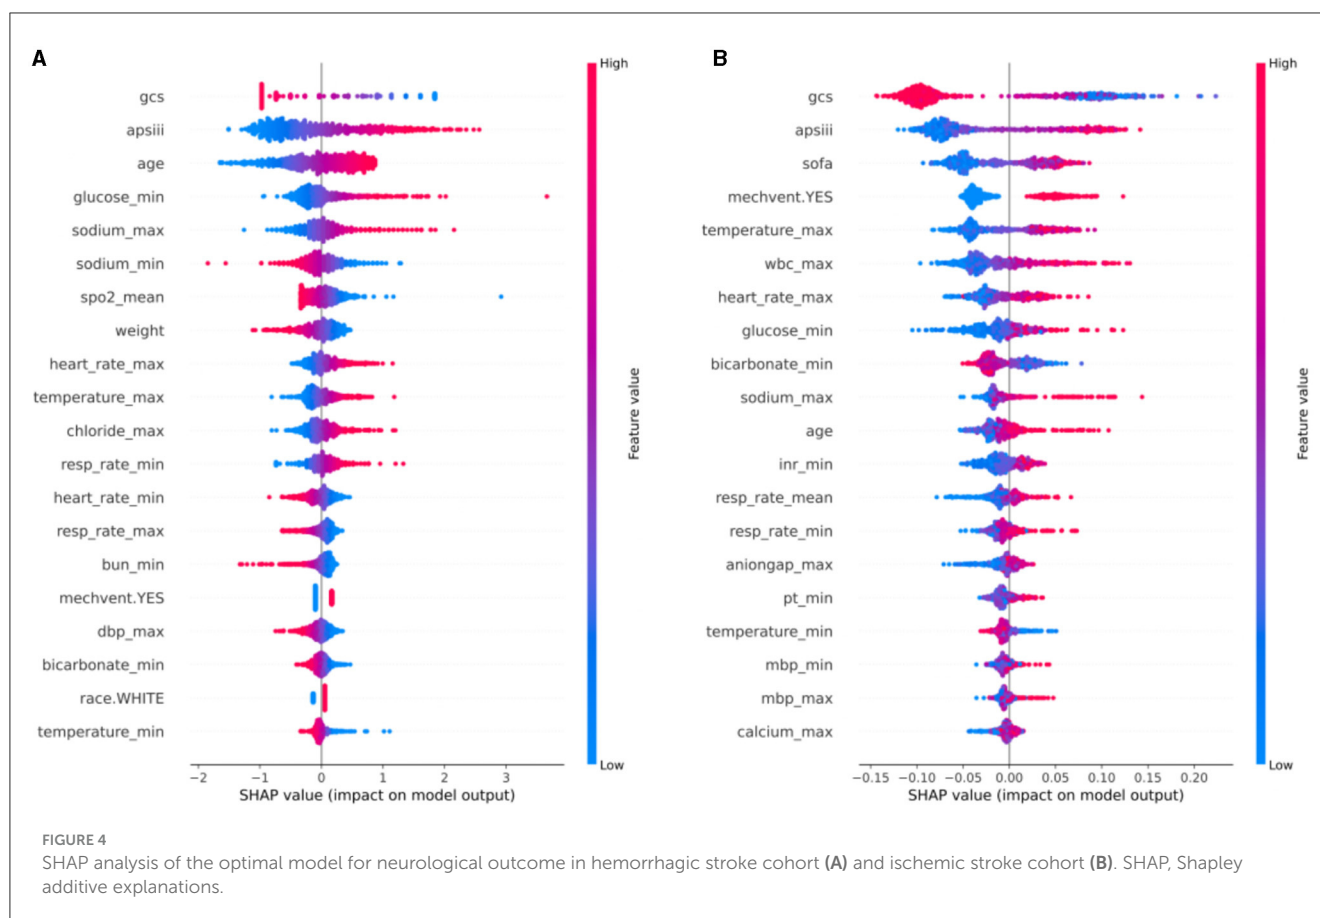 A
High
gcs
apsiii
age
glucose_min
sodium_max
sodium_min
spo2_mean
weight
heart_rate_max
temperature_max
chloride_max
resp_rate_min
heart_rate_min
resp_rate_max
bun_min
mechvent.YES
dbp_max
bicarbonate_min
race.WHITE
temperature_min
Feature value
Low
−2 −1 0 1 2 3
SHAP value (impact on model output)
B
High
gcs
apsiii
sofa
mechvent.YES
temperature_max
wbc_max
heart_rate_max
glucose_min
bicarbonate_min
sodium_max
age
inr_min
resp_rate_mean
resp_rate_min
aniongap_max
pt_min
temperature_min
mbp_min
mbp_max
calcium_max
Feature value
Low
−0.15 −0.10 −0.05 0.00 0.05 0.10 0.15 0.20
SHAP value (impact on model output)
FIGURE 4
SHAP analysis of the optimal model for neurological outcome in hemorrhagic stroke cohort (A) and ischemic stroke cohort (B). SHAP, Shapley
additive explanations.